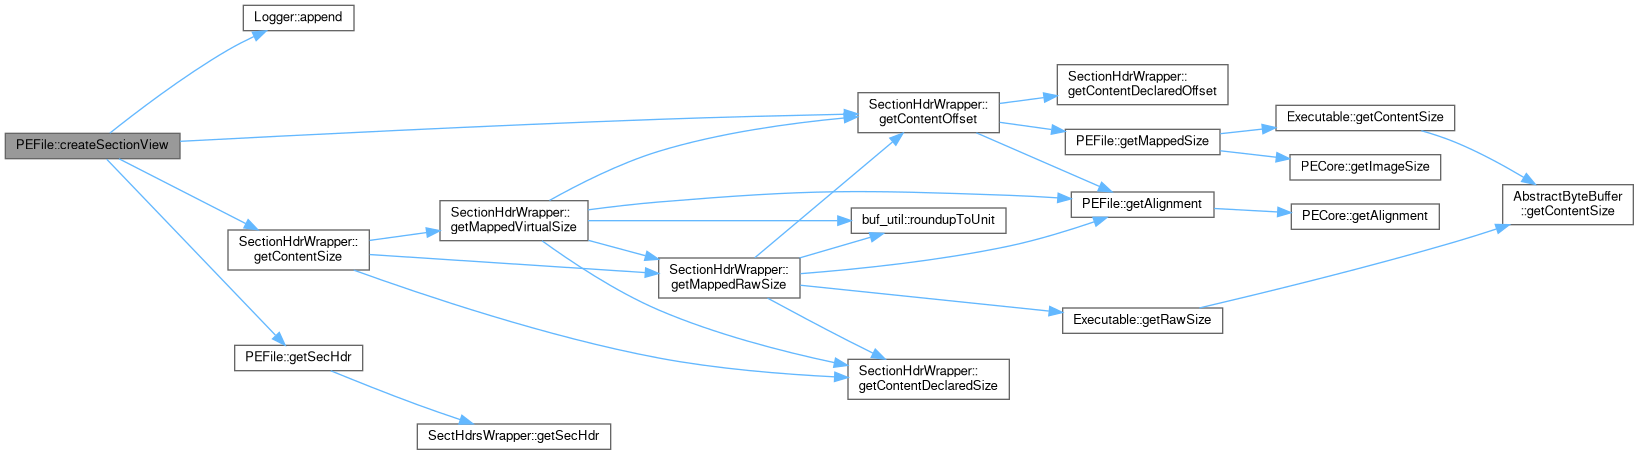 Logger::append
PEFile::createSectionView
SectionHdrWrapper::
getContentSize
PEFile::getSecHdr
SectHdrsWrapper::getSecHdr
SectionHdrWrapper::
getMappedVirtualSize
SectionHdrWrapper::
getMappedRawSize
SectionHdrWrapper::
getContentOffset
buf_util::roundupToUnit
SectionHdrWrapper::
getContentDeclaredSize
SectionHdrWrapper::
getContentDeclaredOffset
PEFile::getMappedSize
PEFile::getAlignment
Executable::getRawSize
Executable::getContentSize
PECore::getImageSize
PECore::getAlignment
AbstractByteBuffer
::getContentSize